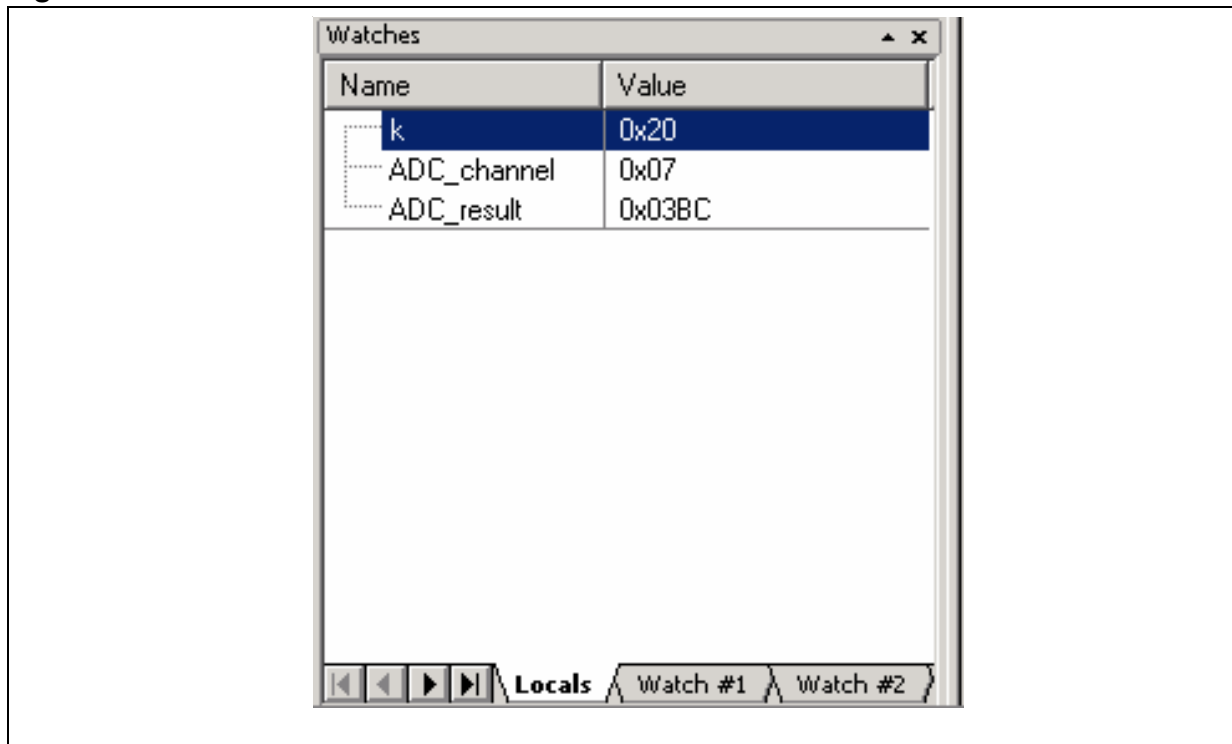 Watches
Name Value
k 0x20
ADC_channel 0x07
ADC_result 0x03BC
Locals Watch #1 Watch #2